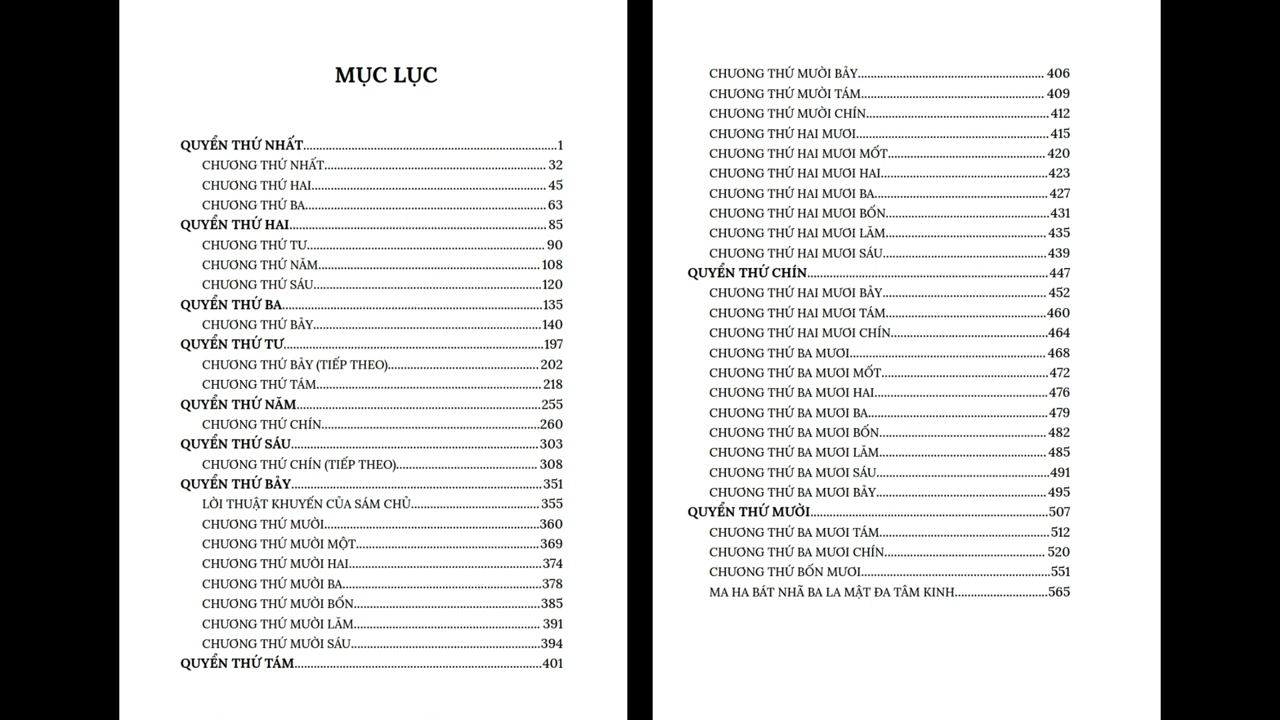 MỤC LỤC
QUYỂN THỨ NHẤT..........1
CHƯƠNG THỨ NHẤT.......... 32
CHƯƠNG THỨ HAI.......... 45
CHƯƠNG THỨ BA.......... 63
QUYỂN THỨ HAI.......... 85
CHƯƠNG THỨ TƯ.......... 90
CHƯƠNG THỨ NĂM.......... 108
CHƯƠNG THỨ SÁU..........120
QUYỂN THỨ BA..........135
CHƯƠNG THỨ BẢY.......... 140
QUYỂN THỨ TƯ..........197
CHƯƠNG THỨ BẢY (TIẾP THEO).......... 202
CHƯƠNG THỨ TÁM.......... 218
QUYỂN THỨ NĂM..........255
CHƯƠNG THỨ CHÍN..........260
QUYỂN THỨ SÁU.......... 303
CHƯƠNG THỨ CHÍN (TIẾP THEO).......... 308
QUYỂN THỨ BẢY..........351
LỜI THUẬT KHUYẾN CỦA SÁM CHỦ.......... 355
CHƯƠNG THỨ MƯỜI..........360
CHƯƠNG THỨ MƯỜI MỘT..........369
CHƯƠNG THỨ MƯỜI HAI..........374
CHƯƠNG THỨ MƯỜI BA..........378
CHƯƠNG THỨ MƯỜI BỐN..........385
CHƯƠNG THỨ MƯỜI LĂM.......... 391
CHƯƠNG THỨ MƯỜI SÁU..........394
QUYỂN THỨ TÁM..........401
CHƯƠNG THỨ MƯỜI BẢY.......... 406
CHƯƠNG THỨ MƯỜI TÁM.......... 409
CHƯƠNG THỨ MƯỜI CHÍN.......... 412
CHƯƠNG THỨ HAI MƯƠI.......... 415
CHƯƠNG THỨ HAI MƯƠI MỐT.......... 420
CHƯƠNG THỨ HAI MƯƠI HAI..........423
CHƯƠNG THỨ HAI MƯƠI BA.......... 427
CHƯƠNG THỨ HAI MƯƠI BỐN..........431
CHƯƠNG THỨ HAI MƯƠI LĂM.......... 435
CHƯƠNG THỨ HAI MƯƠI SÁU.......... 439
QUYỂN THỨ CHÍN..........447
CHƯƠNG THỨ HAI MƯƠI BẢY.......... 452
CHƯƠNG THỨ HAI MƯƠI TÁM.......... 460
CHƯƠNG THỨ HAI MƯƠI CHÍN.......... 464
CHƯƠNG THỨ BA MƯƠI.......... 468
CHƯƠNG THỨ BA MƯƠI MỐT.......... 472
CHƯƠNG THỨ BA MƯƠI HAI..........476
CHƯƠNG THỨ BA MƯƠI BA.......... 479
CHƯƠNG THỨ BA MƯƠI BỐN.......... 482
CHƯƠNG THỨ BA MƯƠI LĂM.......... 485
CHƯƠNG THỨ BA MƯƠI SÁU.......... 491
CHƯƠNG THỨ BA MƯƠI BẢY.......... 495
QUYỂN THỨ MƯỜI..........507
CHƯƠNG THỨ BA MƯƠI TÁM..........512
CHƯƠNG THỨ BA MƯƠI CHÍN.......... 520
CHƯƠNG THỨ BỐN MƯƠI..........551
MA HA BÁT NHÃ BA LA MẬT ĐA TÂM KINH..........565